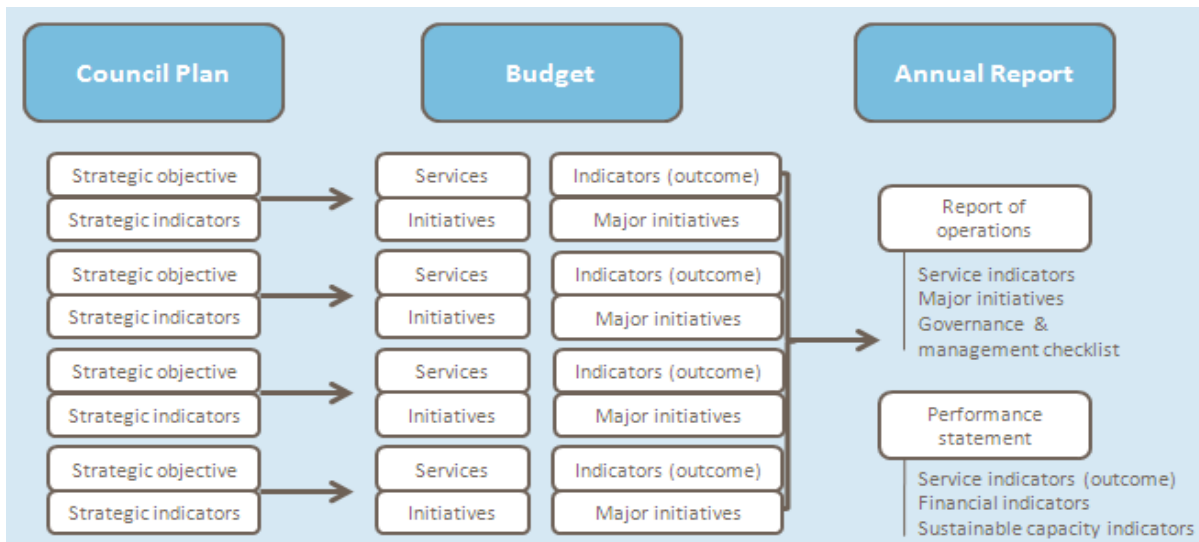 Council Plan
Budget
Annual Report
Strategic objective
Strategic indicators
Services
Initiatives
Indicators (outcome)
Major initiatives
Strategic objective
Strategic indicators
Services
Initiatives
Indicators (outcome)
Major initiatives
Strategic objective
Strategic indicators
Services
Initiatives
Indicators (outcome)
Major initiatives
Strategic objective
Strategic indicators
Services
Initiatives
Indicators (outcome)
Major initiatives
Report of
operations
Service indicators
Major initiatives
Governance &
management checklist
Performance
statement
Service indicators (outcome)
Financial indicators
Sustainable capacity indicators